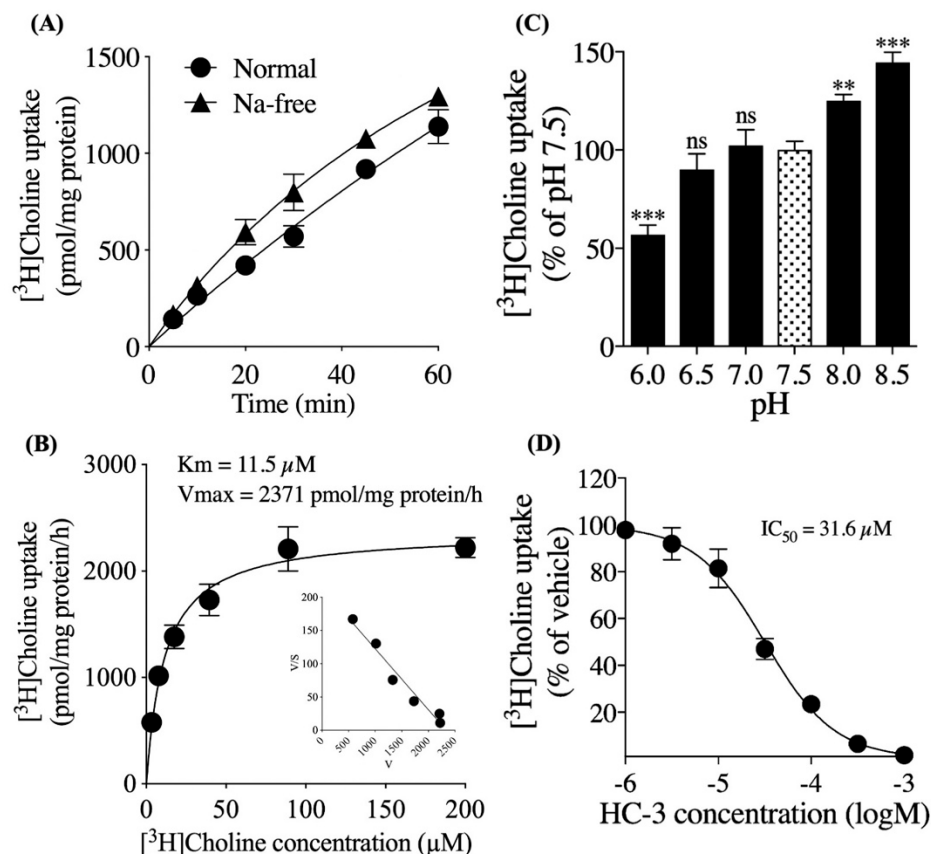 (A)
1500
1000
500
0
[³H]Choline uptake
(pmol/mg protein)
Normal
Na-free
0 20 40 60
Time (min)
(C)
150
100
50
0
[³H]Choline uptake
(% of pH 7.5)
*** ns ns ** ***
6.0 6.5 7.0 7.5 8.0 8.5
pH
(B)
3000
2000
1000
0
[³H]Choline uptake
(pmol/mg protein/h)
Km = 11.5 μM
Vmax = 2371 pmol/mg protein/h
200
150
100
50
0
V/S
0 500 1000 1500 2000 2500
V
0 50 100 150 200
[³H]Choline concentration (μM)
(D)
120
100
80
60
40
20
[³H]Choline uptake
(% of vehicle)
IC₅₀ = 31.6 μM
-6 -5 -4 -3
HC-3 concentration (logM)